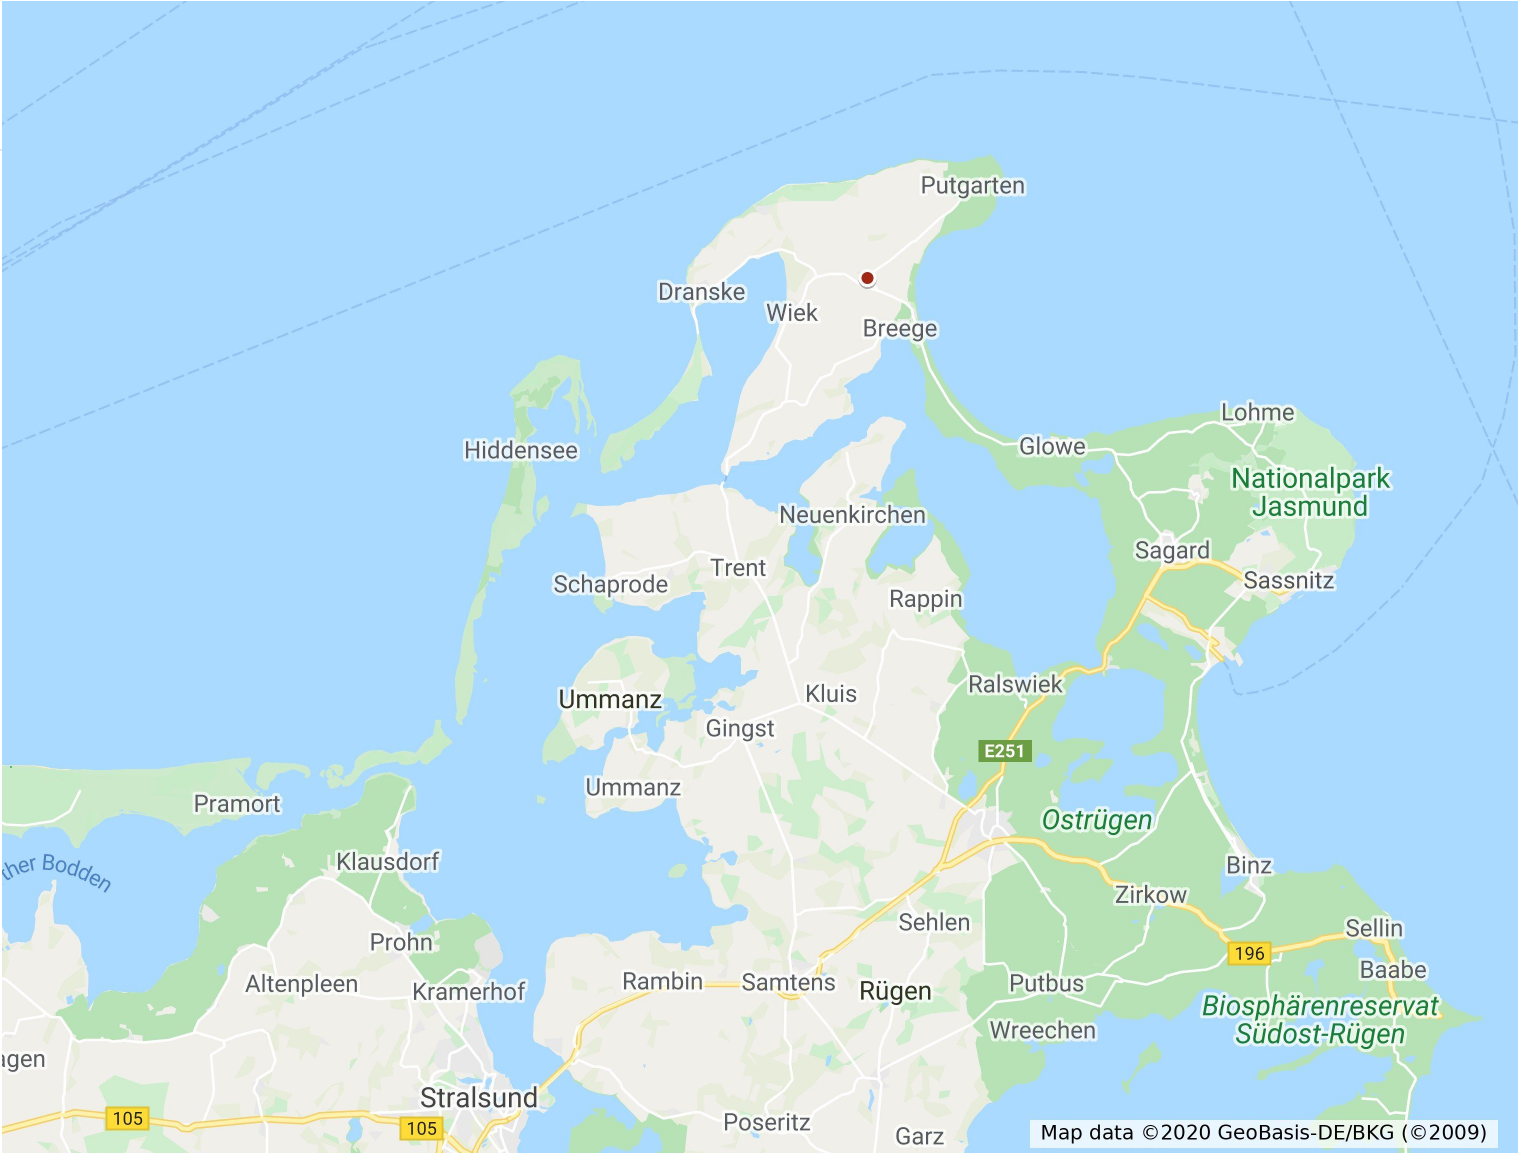 Putgarten
Dranske
Wiek
Breege
Lohme
Hiddensee
Glowe
Nationalpark
Jasmund
Neuenkirchen
Sagard
Trent
Schaprode
Sassnitz
Rappin
Ralswiek
Kluis
Ummanz
Gingst
E251
Ummanz
Pramort
Ostrügen
Klausdorf
ther Bodden
Binz
Zirkow
Sehlen
Sellin
Prohn
196
Baabe
Altenpleen
Kramerhof
Rambin
Samtens
Rügen
Putbus
Biosphärenreservat
Südost-Rügen
Wreechen
agen
Stralsund
105
105
Poseritz
Garz
Map data ©2020 GeoBasis-DE/BKG (©2009)